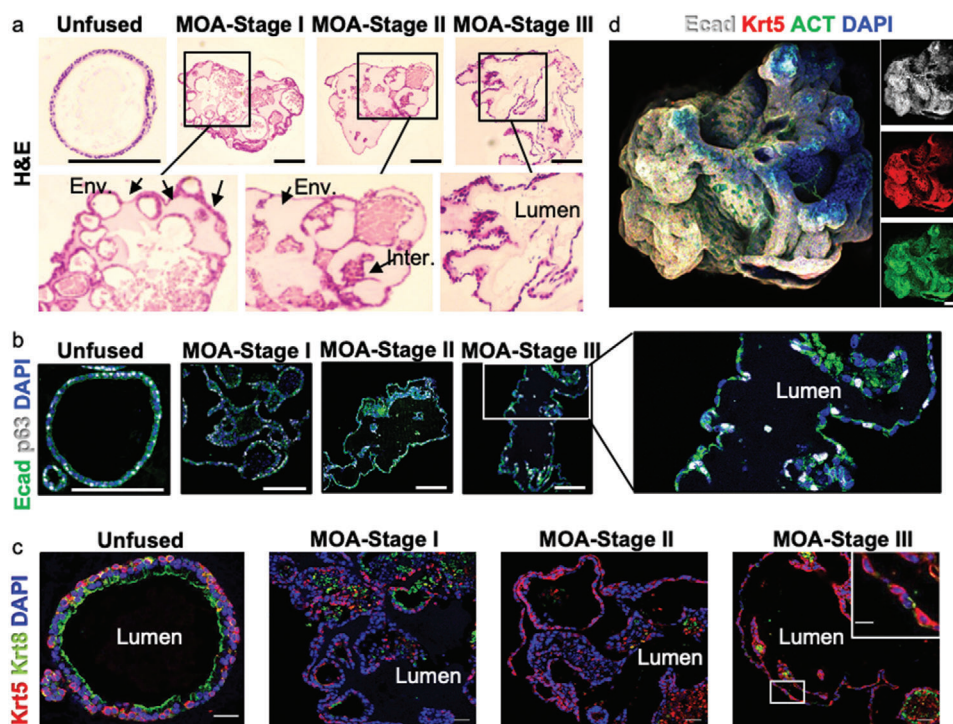 a
Unfused MOA-Stage I MOA-Stage II MOA-Stage III
H&E
Env.
Env.
Inter.
Lumen
d
Ecad Krt5 ACT DAPI
b
Unfused MOA-Stage I MOA-Stage II MOA-Stage III
Ecad p63 DAPI
Lumen
c
Unfused MOA-Stage I MOA-Stage II MOA-Stage III
Krt5 Krt8 DAPI
Lumen
Lumen
Lumen
Lumen